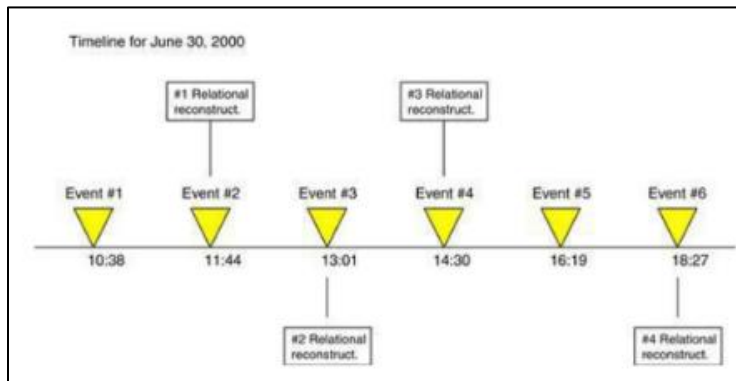 Timeline for June 30, 2000
#1 Relational
reconstruct.
#3 Relational
reconstruct.
Event #1
Event #2
Event #3
Event #4
Event #5
Event #6
10:38
11:44
13:01
14:30
16:19
18:27
#2 Relational
reconstruct.
#4 Relational
reconstruct.